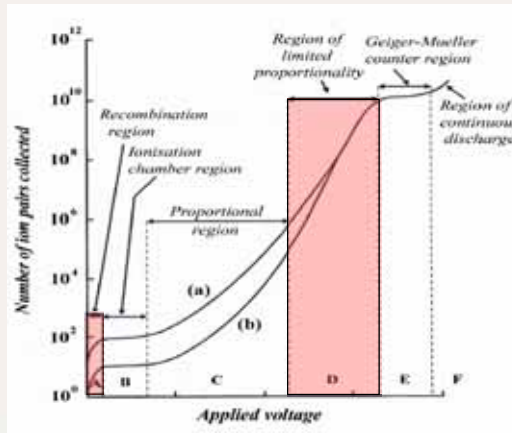 10¹²
10¹⁰
10⁸
10⁶
10⁴
10²
10⁰
Number of ion pairs collected
Region of
limited
proportionality
Geiger-Mueller
counter region
Region of
continuous
discharge
Recombination
region
Ionisation
chamber region
Proportional
region
(a)
(b)
A
B
C
D
E
F
Applied voltage